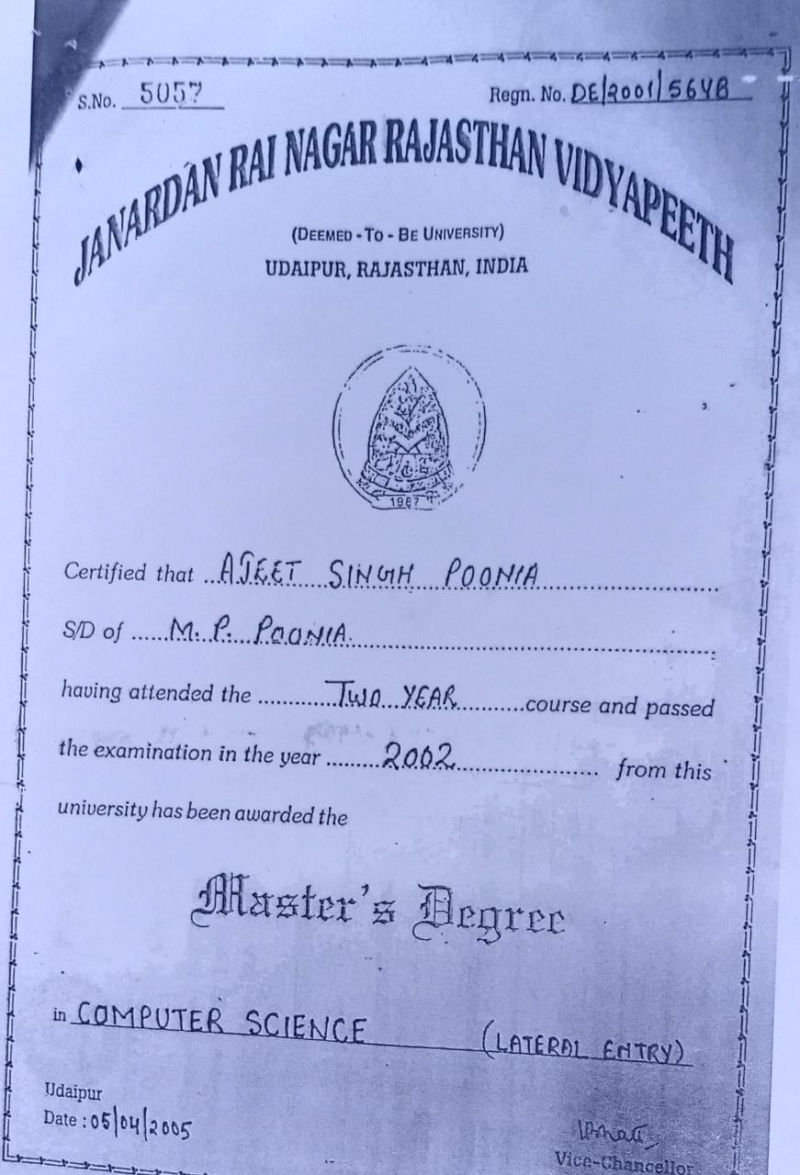 S.No. 5057
Regn. No. DE/2001/5648
JANARDAN RAI NAGAR RAJASTHAN VIDYAPEETH
(DEEMED - TO - BE UNIVERSITY)
UDAIPUR, RAJASTHAN, INDIA
1987
Certified that ...AJEET SINGH POONIA
S/D of ......M. P. POONIA
having attended the ............TWO YEAR..........course and passed
the examination in the year ........2002............................ from this
university has been awarded the
Master's Degree
in COMPUTER SCIENCE (LATERAL ENTRY)
Udaipur
Date : 05/04/2005
Vice-Chancellor